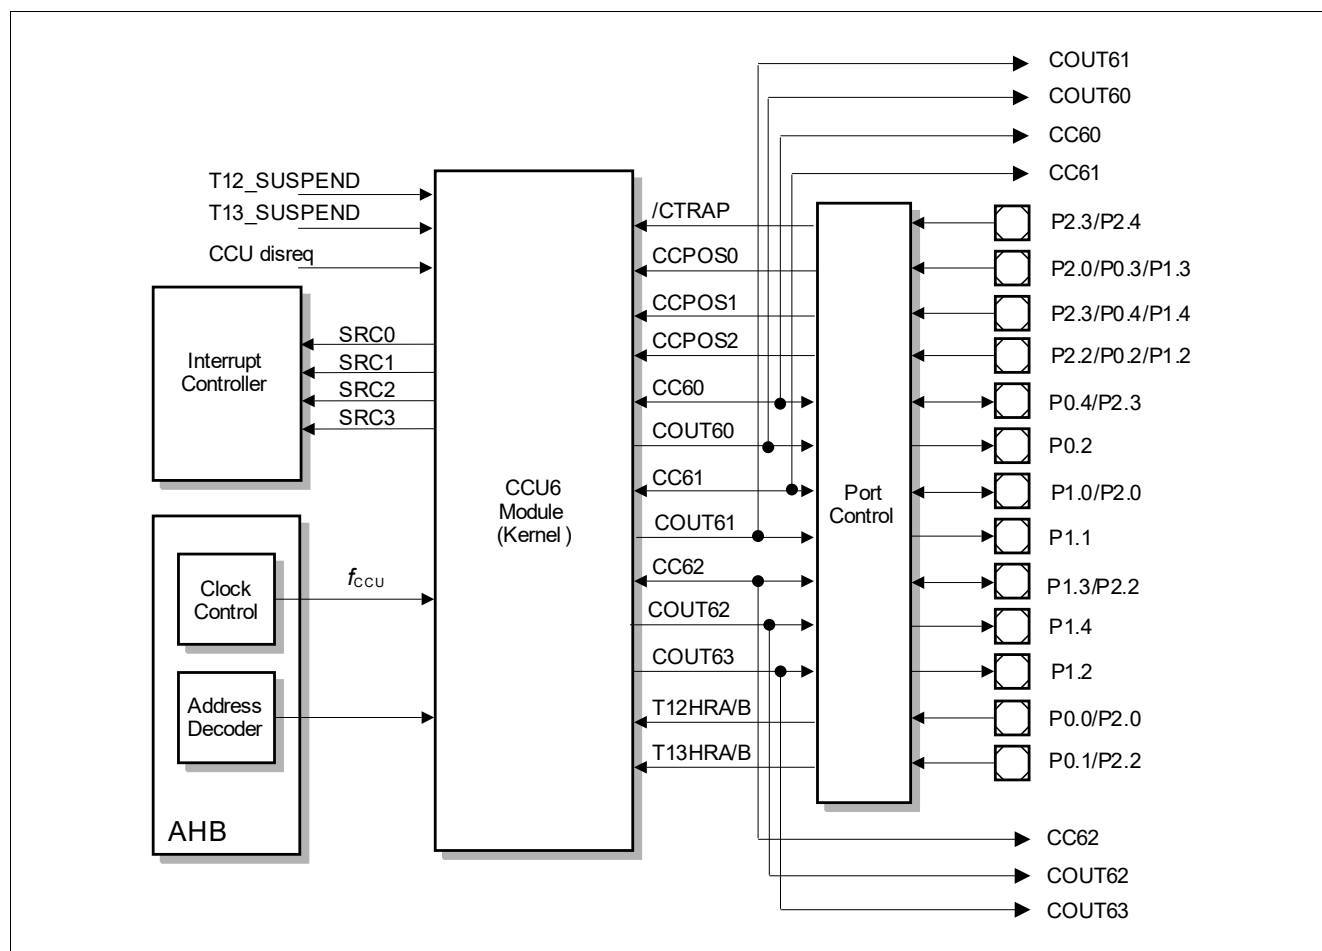 COUT61
COUT60
CC60
CC61
T12_SUSPEND
T13_SUSPEND
CCU disreq
Interrupt
Controller
SRC0
SRC1
SRC2
SRC3
Clock
Control
fCCU
Address
Decoder
AHB
CCU6
Module
(Kernel )
/CTRAP
CCPOS0
CCPOS1
CCPOS2
CC60
COUT60
CC61
COUT61
CC62
COUT62
COUT63
T12HRA/B
T13HRA/B
Port
Control
P2.3/P2.4
P2.0/P0.3/P1.3
P2.3/P0.4/P1.4
P2.2/P0.2/P1.2
P0.4/P2.3
P0.2
P1.0/P2.0
P1.1
P1.3/P2.2
P1.4
P1.2
P0.0/P2.0
P0.1/P2.2
CC62
COUT62
COUT63